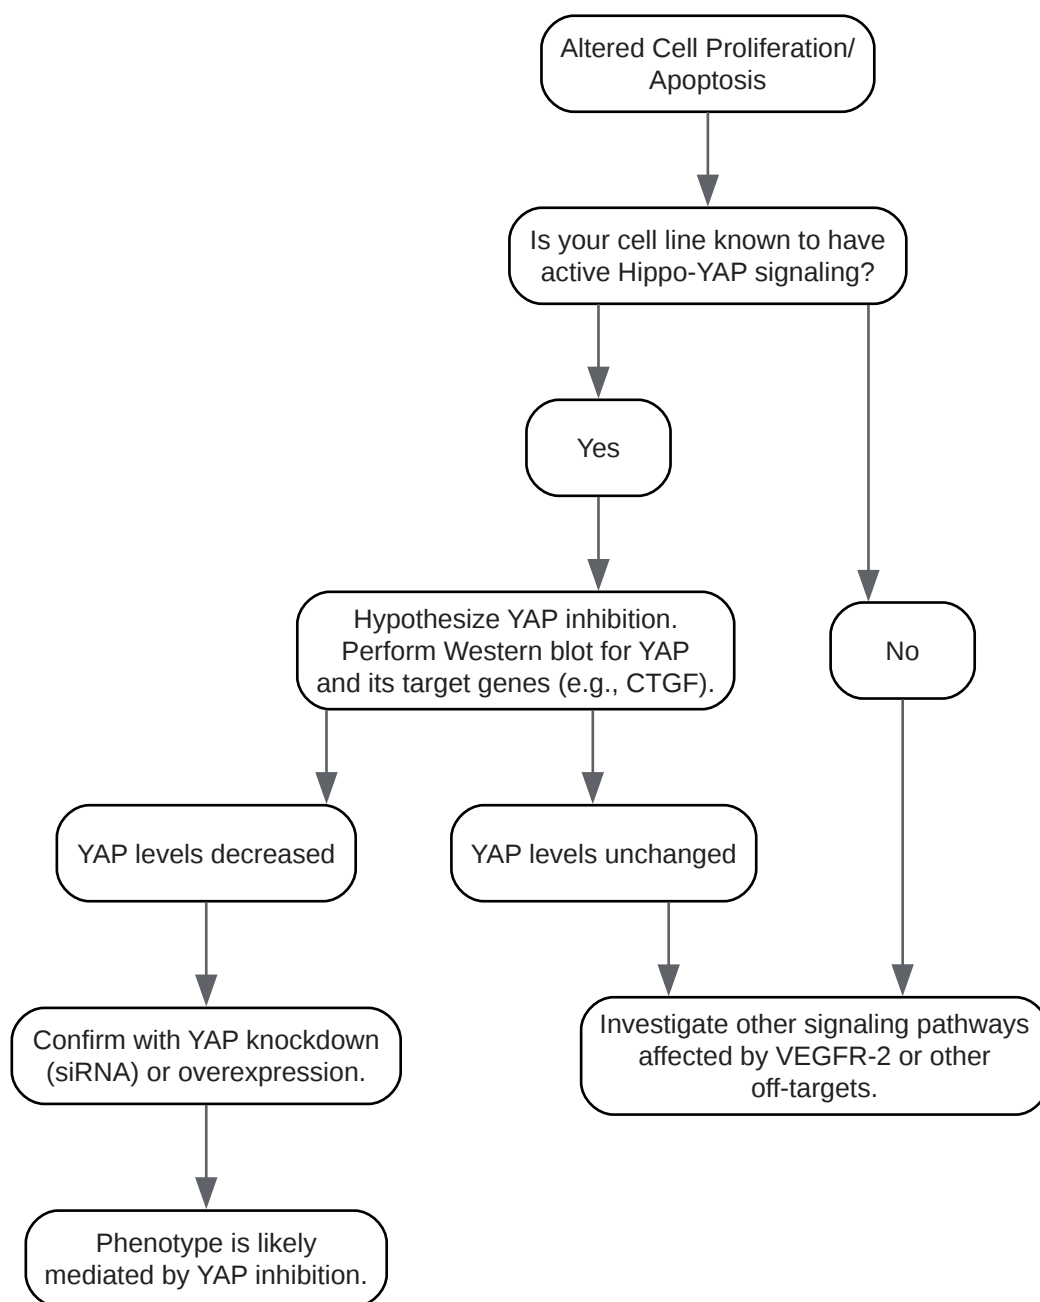 Altered Cell Proliferation/
Apoptosis
Is your cell line known to have
active Hippo-YAP signaling?
Yes
Hypothesize YAP inhibition.
Perform Western blot for YAP
and its target genes (e.g., CTGF).
No
YAP levels decreased
YAP levels unchanged
Confirm with YAP knockdown
(siRNA) or overexpression.
Investigate other signaling pathways
affected by VEGFR-2 or other
off-targets.
Phenotype is likely
mediated by YAP inhibition.